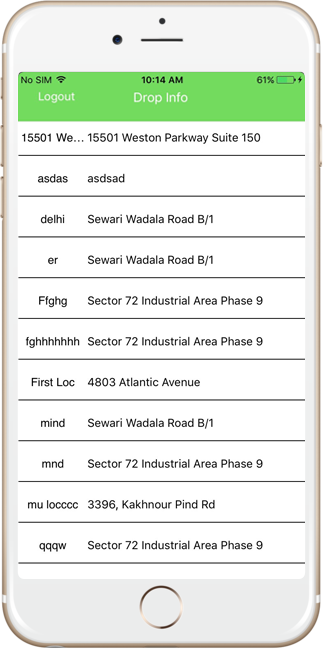 No SIM 10:14 AM 61%
Logout Drop Info
15501 We... 15501 Weston Parkway Suite 150
asdas asdsad
delhi Sewari Wadala Road B/1
er Sewari Wadala Road B/1
Ffghg Sector 72 Industrial Area Phase 9
fghhhhhhh Sector 72 Industrial Area Phase 9
First Loc 4803 Atlantic Avenue
mind Sewari Wadala Road B/1
mnd Sector 72 Industrial Area Phase 9
mu locccc 3396, Kakhnour Pind Rd
qqqw Sector 72 Industrial Area Phase 9